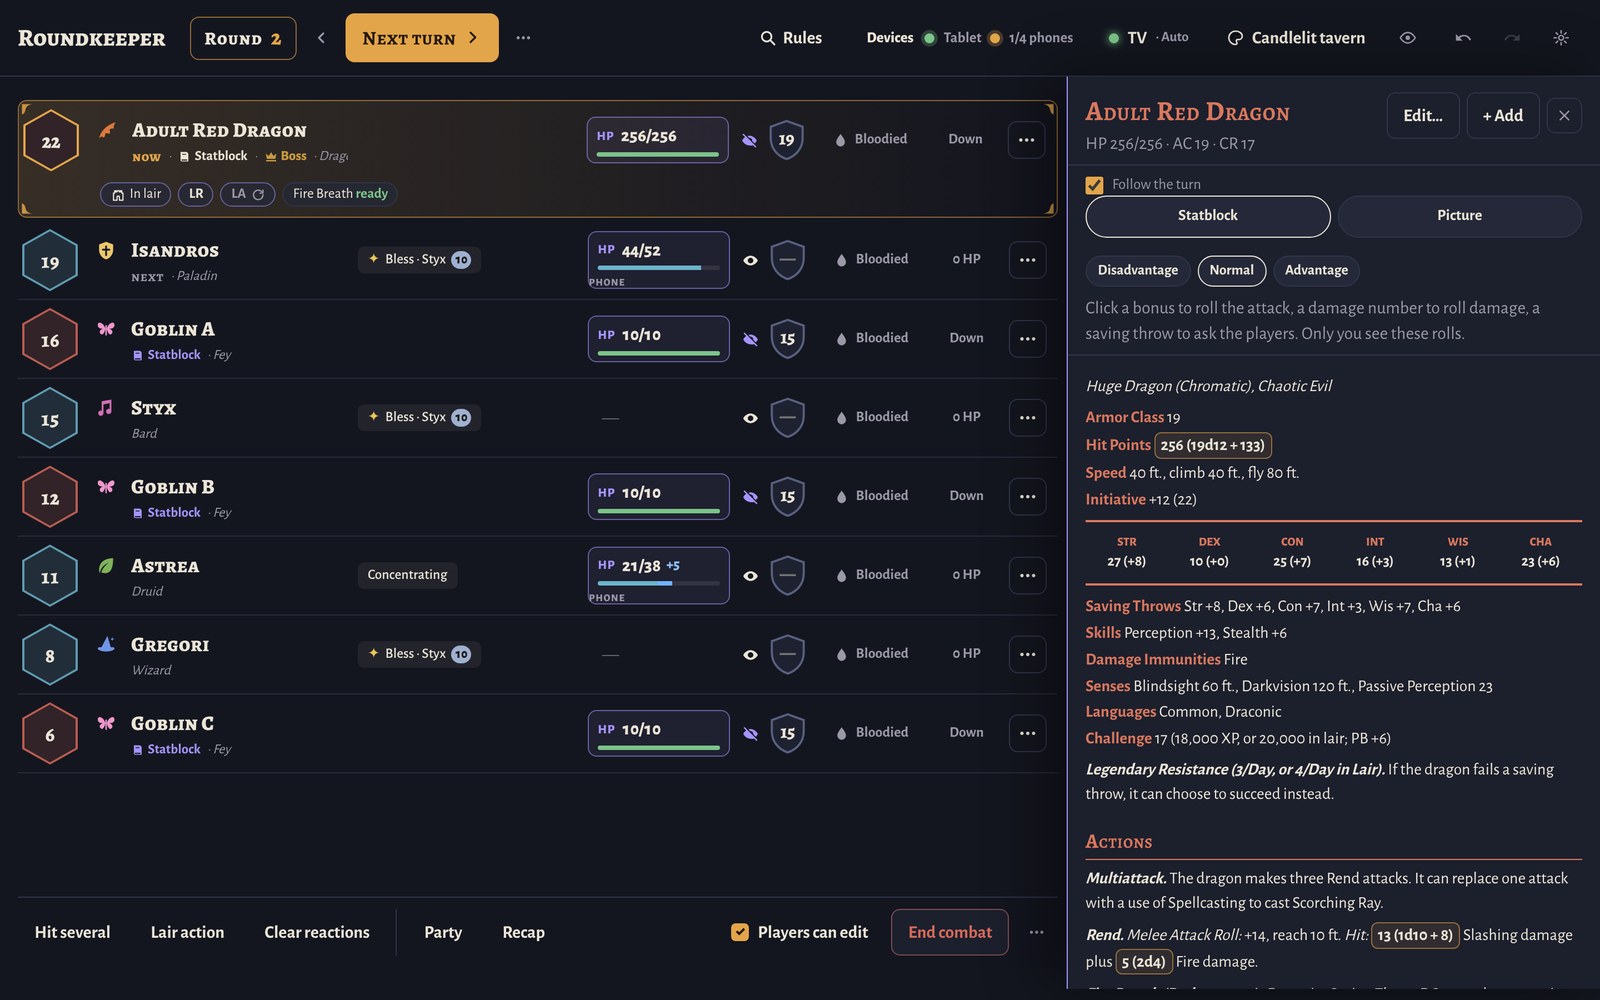 Roundkeeper
Round 2
Next turn
Rules
Devices Tablet 1/4 phones
TV · Auto
Candlelit tavern
22
Adult Red Dragon
NOW · Statblock · Boss · Drag
HP 256/256
19
Bloodied
Down
In lair
LR
LA
Fire Breath ready
19
Isandros
NEXT · Paladin
Bless · Styx 10
HP 44/52
PHONE
—
Bloodied
0 HP
16
Goblin A
Statblock · Fey
HP 10/10
15
Bloodied
Down
15
Styx
Bard
Bless · Styx 10
—
—
Bloodied
0 HP
12
Goblin B
Statblock · Fey
HP 10/10
15
Bloodied
Down
11
Astrea
Druid
Concentrating
HP 21/38 +5
PHONE
—
Bloodied
0 HP
8
Gregori
Wizard
Bless · Styx 10
—
—
Bloodied
0 HP
6
Goblin C
Statblock · Fey
HP 10/10
15
Bloodied
Down
Hit several
Lair action
Clear reactions
Party
Recap
Players can edit
End combat
Adult Red Dragon
HP 256/256 · AC 19 · CR 17
Edit...
+ Add
Follow the turn
Statblock
Picture
Disadvantage
Normal
Advantage
Click a bonus to roll the attack, a damage number to roll damage, a
saving throw to ask the players. Only you see these rolls.
Huge Dragon (Chromatic), Chaotic Evil
Armor Class 19
Hit Points 256 (19d12 + 133)
Speed 40 ft., climb 40 ft., fly 80 ft.
Initiative +12 (22)
STR DEX CON INT WIS CHA
27 (+8) 10 (+0) 25 (+7) 16 (+3) 13 (+1) 23 (+6)
Saving Throws Str +8, Dex +6, Con +7, Int +3, Wis +7, Cha +6
Skills Perception +13, Stealth +6
Damage Immunities Fire
Senses Blindsight 60 ft., Darkvision 120 ft., Passive Perception 23
Languages Common, Draconic
Challenge 17 (18,000 XP, or 20,000 in lair; PB +6)
Legendary Resistance (3/Day, or 4/Day in Lair). If the dragon fails a saving
throw, it can choose to succeed instead.
Actions
Multiattack. The dragon makes three Rend attacks. It can replace one attack
with a use of Spellcasting to cast Scorching Ray.
Rend. Melee Attack Roll: +14, reach 10 ft. Hit: 13 (1d10 + 8) Slashing damage
plus 5 (2d4) Fire damage.